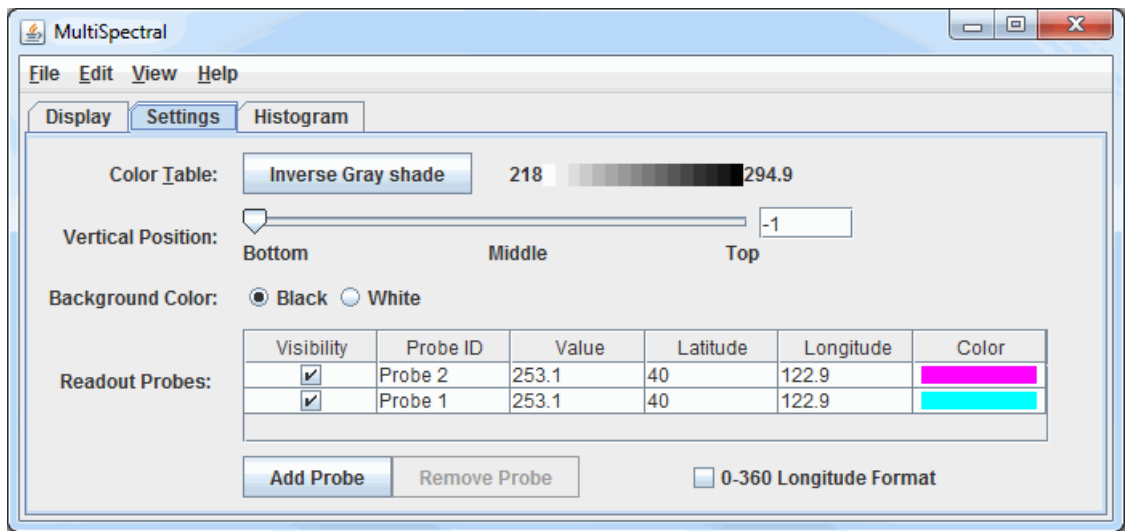 MultiSpectral
File Edit View Help
Display Settings Histogram
Color Table: Inverse Gray shade 218 294.9
Vertical Position: -1
Bottom Middle Top
Background Color: Black White
Readout Probes:
Visibility Probe ID Value Latitude Longitude Color
Probe 2 253.1 40 122.9
Probe 1 253.1 40 122.9
Add Probe Remove Probe 0-360 Longitude Format